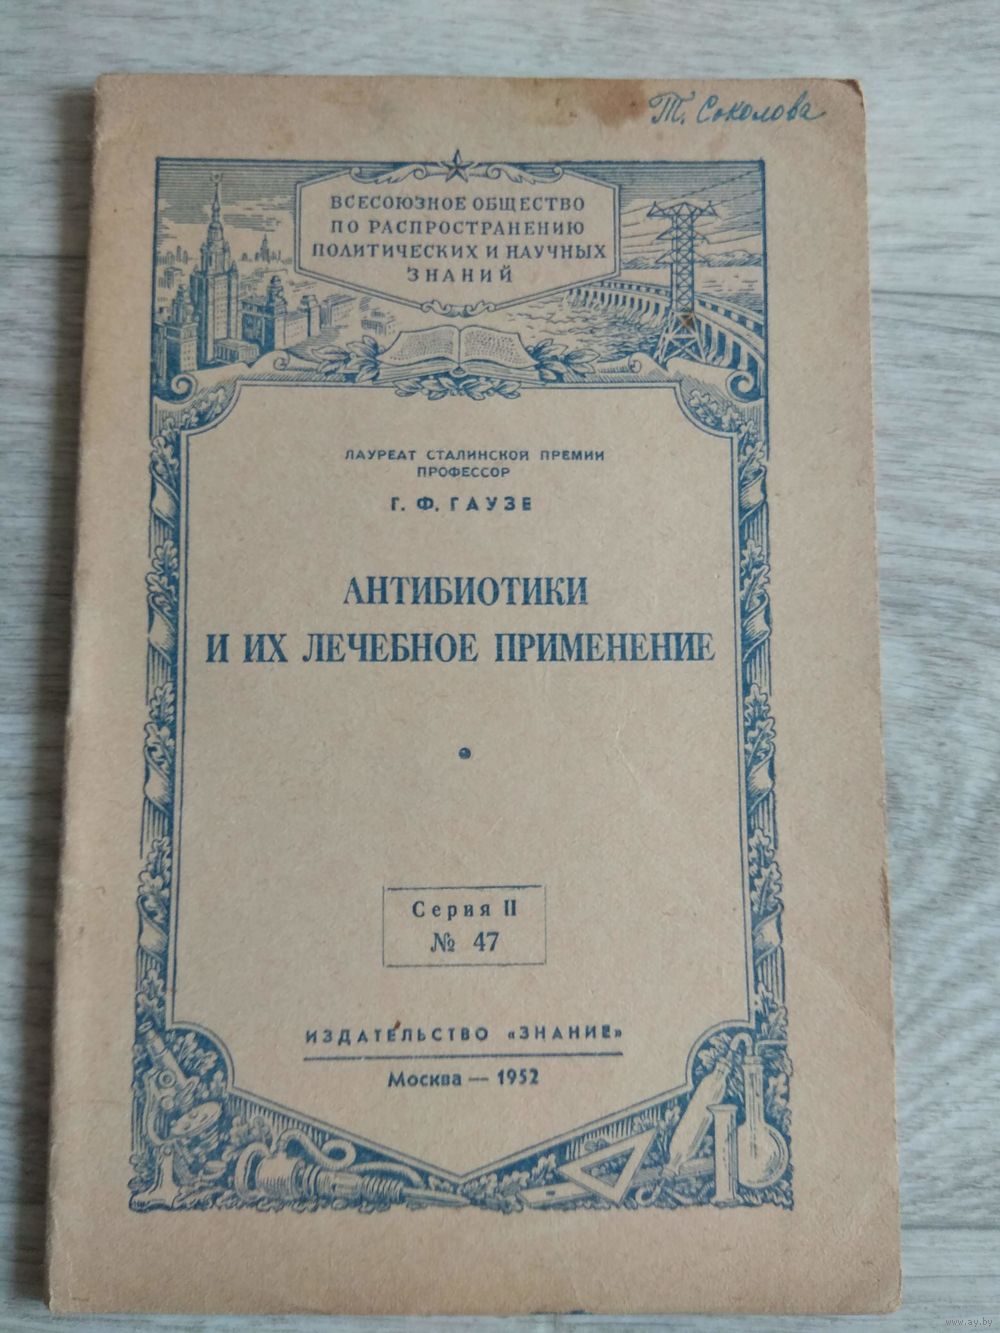 Т. Соколова
ВСЕСОЮЗНОЕ ОБЩЕСТВО
ПО РАСПРОСТРАНЕНИЮ
ПОЛИТИЧЕСКИХ И НАУЧНЫХ
ЗНАНИЙ
ЛАУРЕАТ СТАЛИНСКОЙ ПРЕМИИ
ПРОФЕССОР
Г. Ф. ГАУЗЕ
АНТИБИОТИКИ
И ИХ ЛЕЧЕБНОЕ ПРИМЕНЕНИЕ
Серия II
№ 47
ИЗДАТЕЛЬСТВО «ЗНАНИЕ»
Москва — 1952
www.ay.by